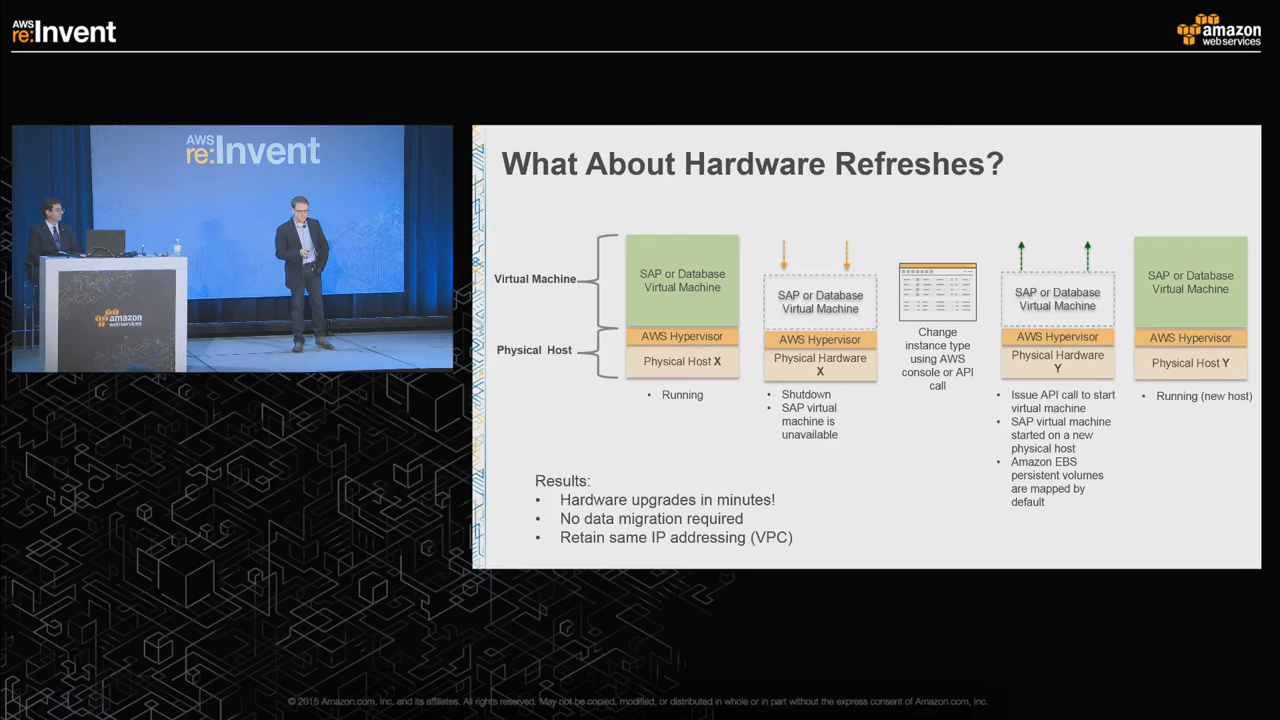 AWS
re:Invent
amazon
web services
AWS
re:Invent
amazon
web services
What About Hardware Refreshes?
Virtual Machine
Physical Host
SAP or Database
Virtual Machine
AWS Hypervisor
Physical Host X
• Running
SAP or Database
Virtual Machine
AWS Hypervisor
Physical Hardware
X
• Shutdown
• SAP virtual
machine is
unavailable
Change
instance type
using AWS
console or API
call
SAP or Database
Virtual Machine
AWS Hypervisor
Physical Hardware
Y
• Issue API call to start
virtual machine
• SAP virtual machine
started on a new
physical host
• Amazon EBS
persistent volumes
are mapped by
default
SAP or Database
Virtual Machine
AWS Hypervisor
Physical Host Y
• Running (new host)
Results:
• Hardware upgrades in minutes!
• No data migration required
• Retain same IP addressing (VPC)
© 2015 Amazon.com, Inc. and its affiliates. All rights reserved. May not be copied, modified, or distributed in whole or in part without the express consent of Amazon.com, Inc.